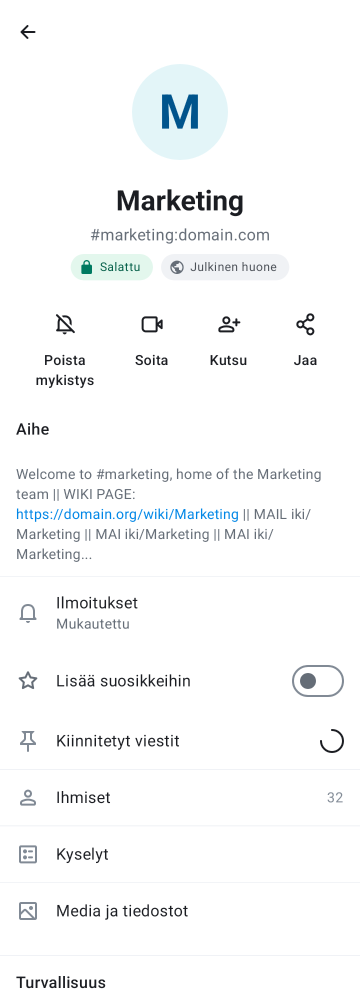 M
Marketing
#marketing:domain.com
Salattu
Julkinen huone
Poista
mykistys
Soita
Kutsu
Jaa
Aihe
Welcome to #marketing, home of the Marketing
team || WIKI PAGE:
https://domain.org/wiki/Marketing || MAIL iki/
Marketing || MAI iki/Marketing || MAI iki/
Marketing...
Ilmoitukset
Mukautettu
Lisää suosikkeihin
Kiinnitetyt viestit
Ihmiset
32
Kyselyt
Media ja tiedostot
Turvallisuus